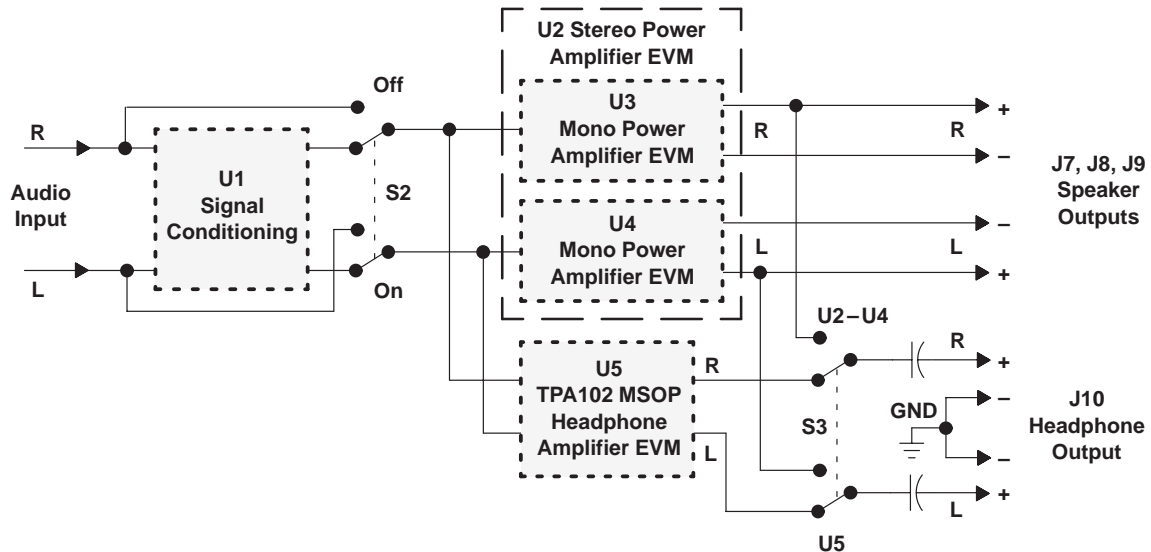 U2 Stereo Power
Amplifier EVM
Off
U3
Mono Power
Amplifier EVM
R
R
+
R
–
J7, J8, J9
Speaker
Outputs
Audio
Input
U1
Signal
Conditioning
S2
U4
Mono Power
Amplifier EVM
L
L
–
+
L
On
U2–U4
U5
TPA102 MSOP
Headphone
Amplifier EVM
R
L
S3
R
+
GND
–
–
J10
Headphone
Output
L
+
U5